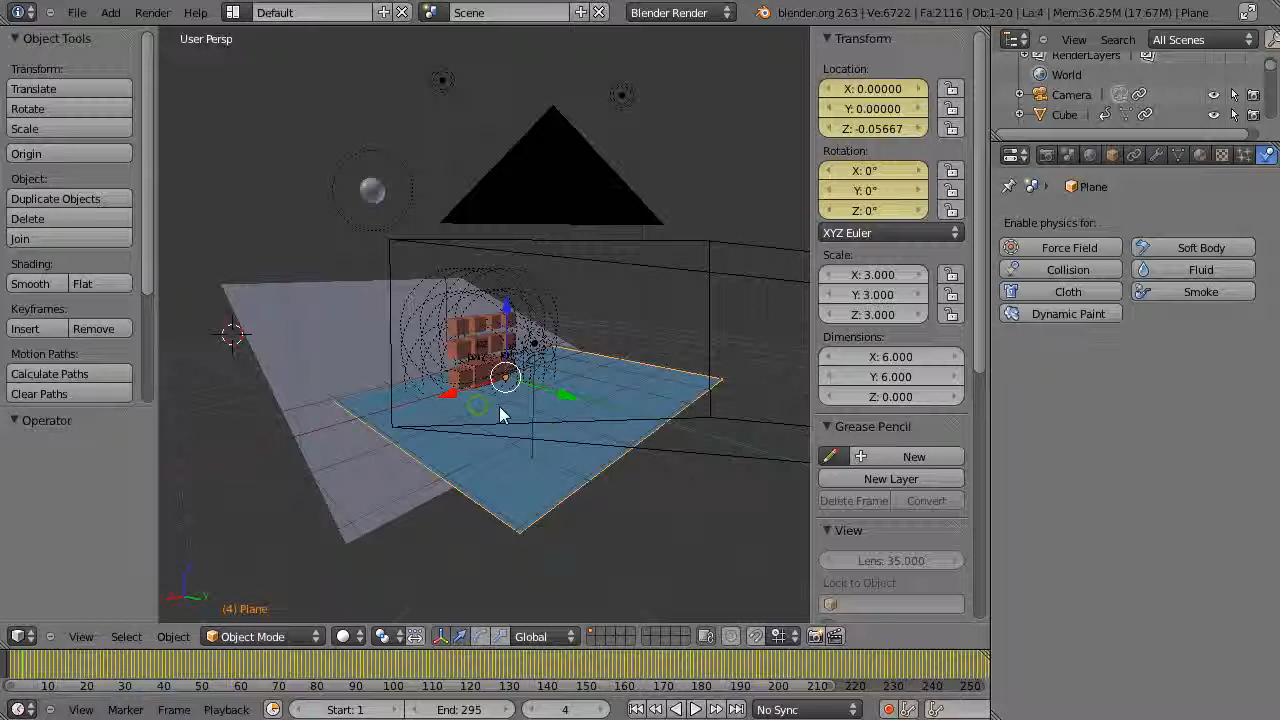 File Add Render Help Default Scene Blender Render blender.org 263 | Ve:6722 | Fa:2116 | Ob:1-20 | La:4 | Mem:36.25M (17.67M) | Plane
Object Tools
Transform:
Translate
Rotate
Scale
Origin
Object:
Duplicate Objects
Delete
Join
Shading:
Smooth Flat
Keyframes:
Insert Remove
Motion Paths:
Calculate Paths
Clear Paths
Operator
User Persp
(4) Plane
Transform
Location:
X: 0.00000
Y: 0.00000
Z: -0.05667
Rotation:
X: 0°
Y: 0°
Z: 0°
XYZ Euler
Scale:
X: 3.000
Y: 3.000
Z: 3.000
Dimensions:
X: 6.000
Y: 6.000
Z: 0.000
Grease Pencil
New
New Layer
Delete Frame Convert
View
Lens: 35.000
Lock to Object
View Search All Scenes
RenderLayers
World
Camera
Cube
Plane
Enable physics for:
Force Field Soft Body
Collision Fluid
Cloth Smoke
Dynamic Paint
View Select Object Object Mode Global
10 20 30 40 50 60 70 80 90 100 110 120 130 140 150 160 170 180 190 200 210 220 230 240 250
View Marker Frame Playback Start: 1 End: 295 4 No Sync